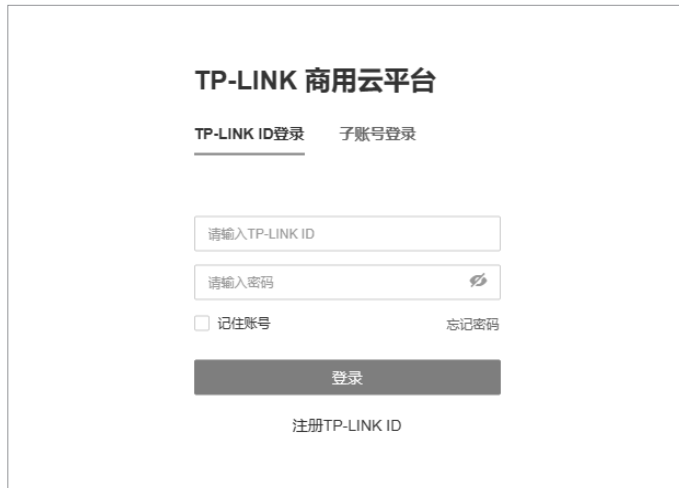 TP-LINK 商用云平台
TP-LINK ID登录 子账号登录
请输入TP-LINK ID
请输入密码
记住账号 忘记密码
登录
注册TP-LINK ID